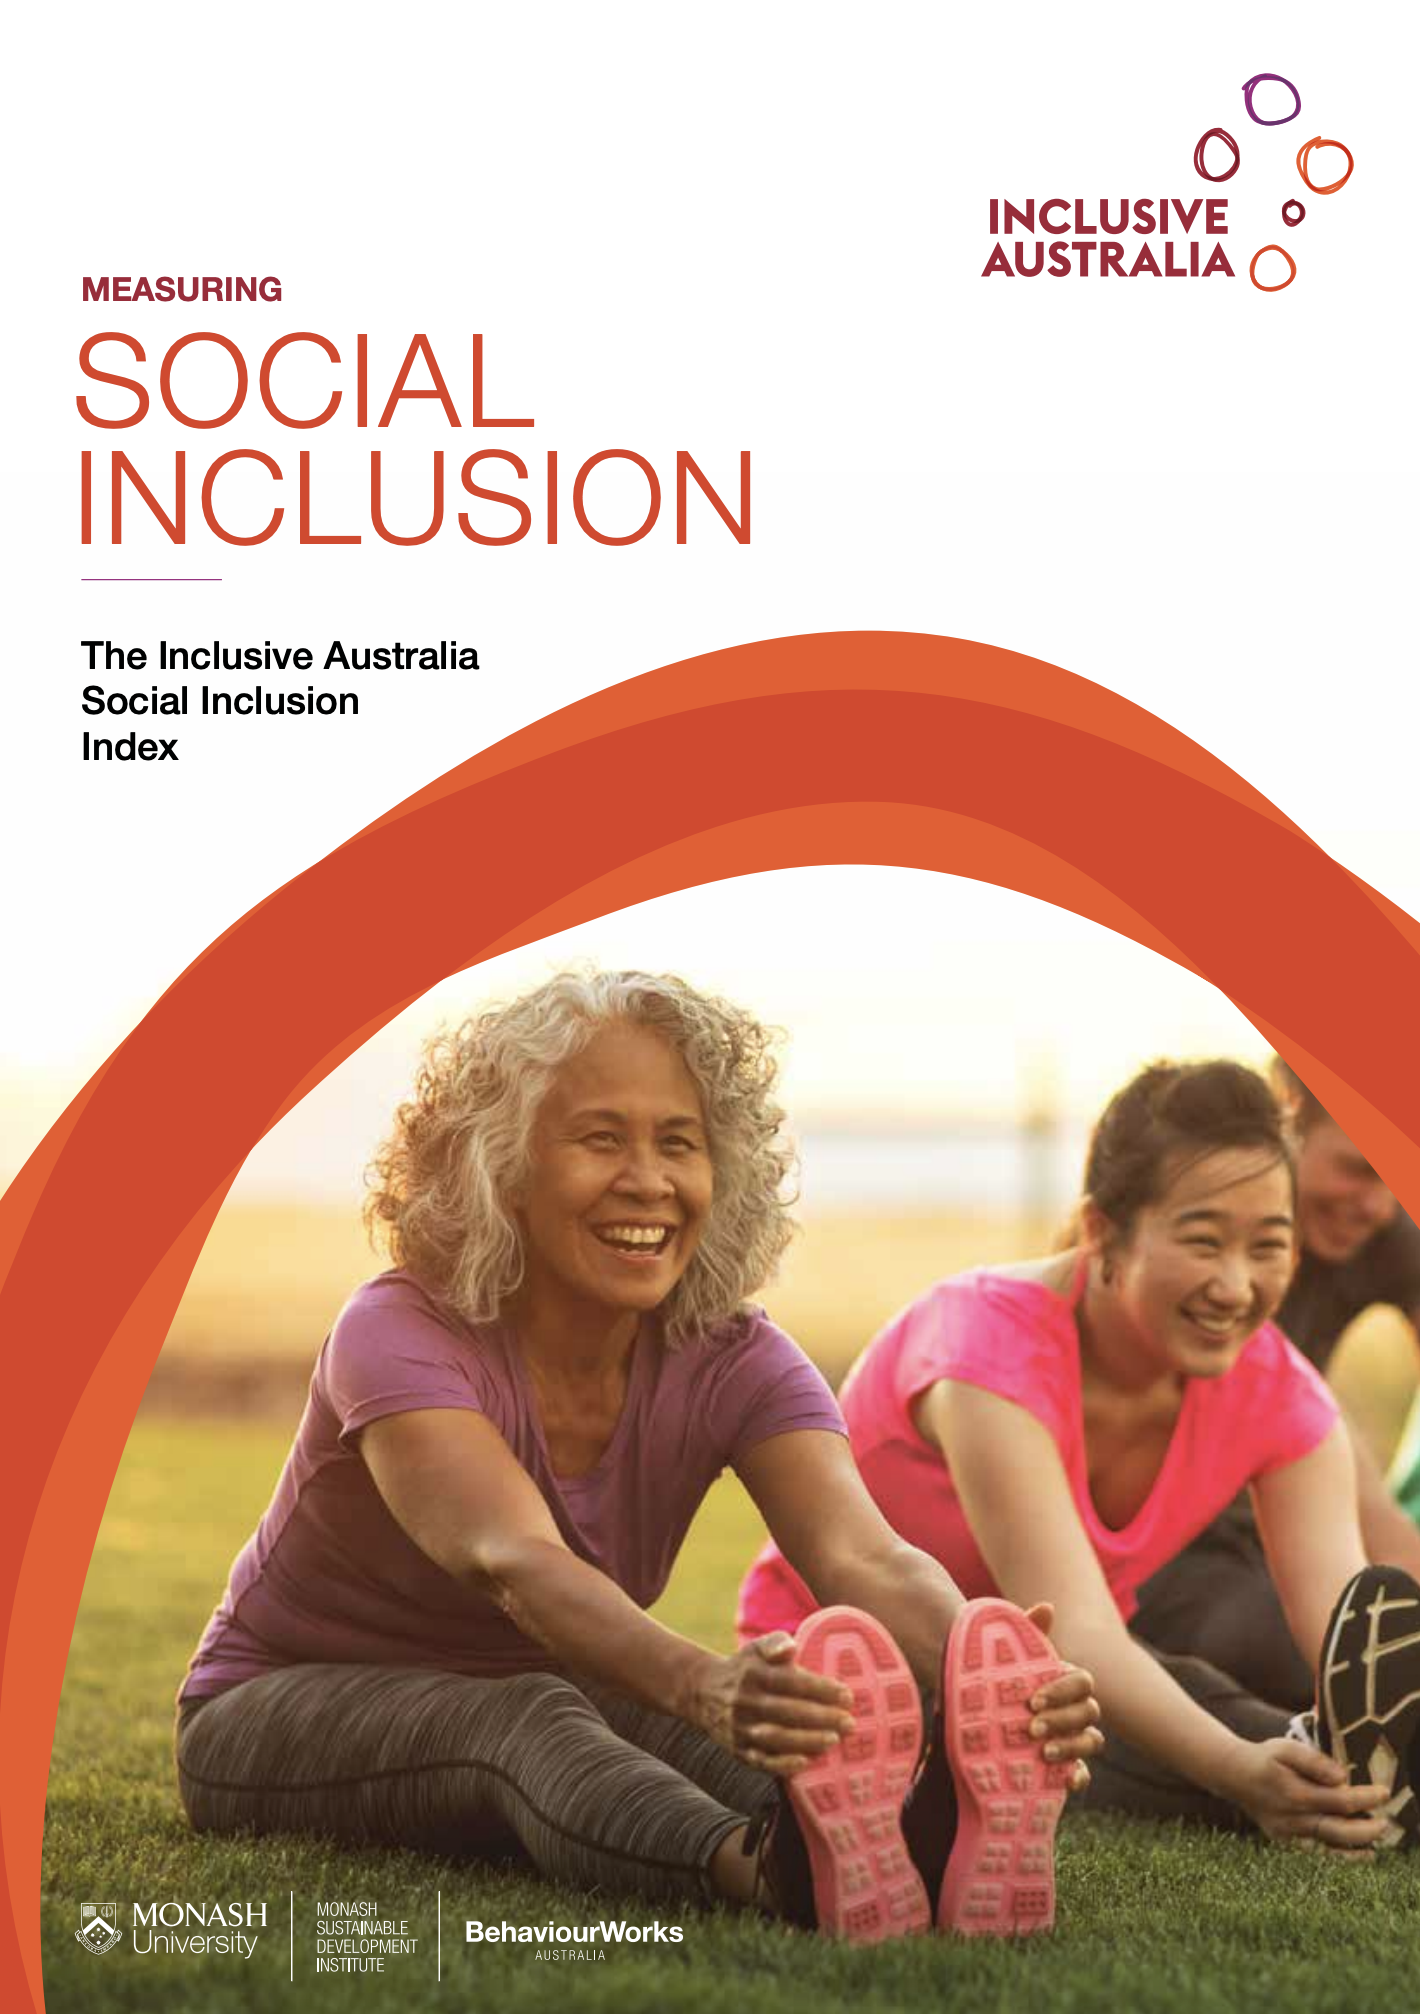 INCLUSIVE
AUSTRALIA
MEASURING
SOCIAL
INCLUSION
The Inclusive Australia
Social Inclusion
Index
MONASH
University
MONASH
SUSTAINABLE
DEVELOPMENT
INSTITUTE
BehaviourWorks
AUSTRALIA